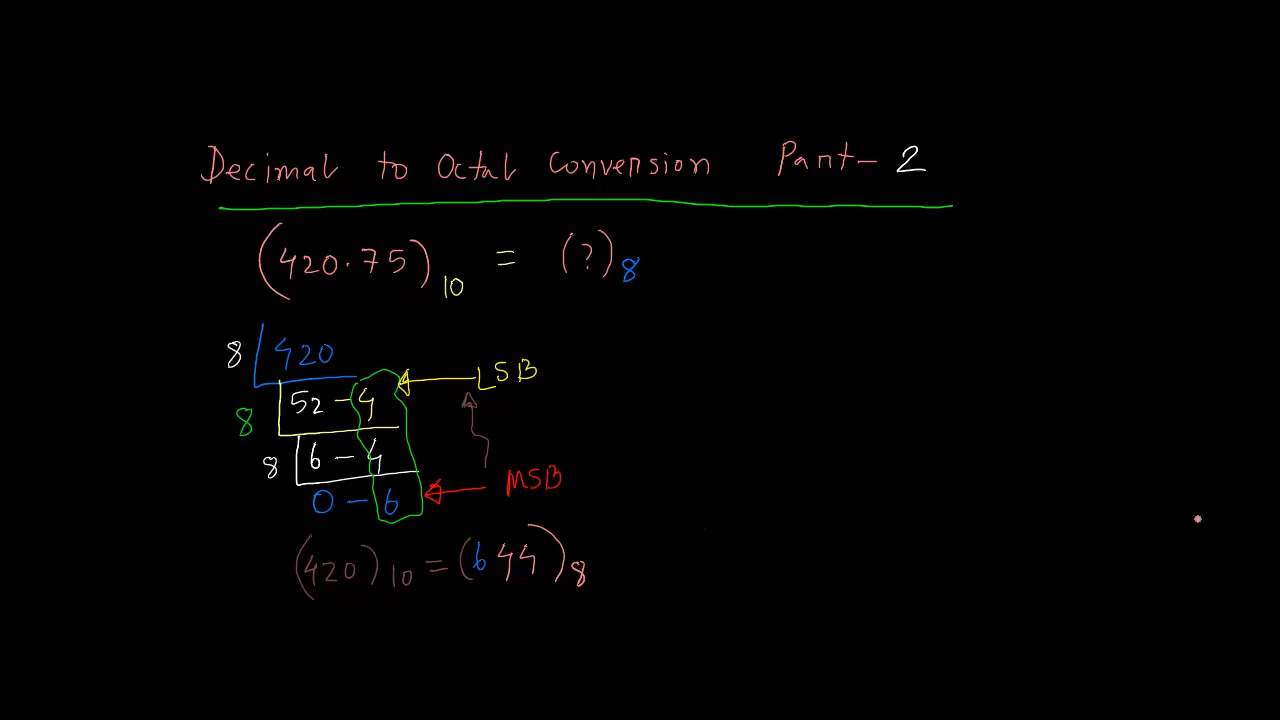 Decimal to Octal Conversion Part- 2
(420.75)10 = (?)8
8 420
8 52 - 4 LSB
8 6 - 4
0 - 6 MSB
(420)10 = (644)8